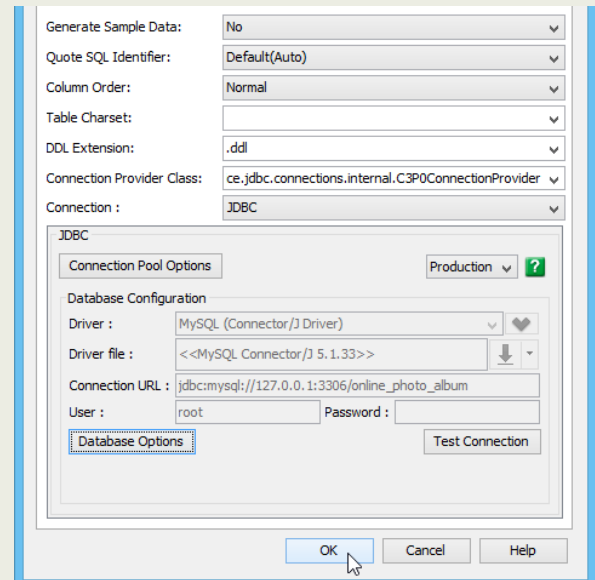 Generate Sample Data: No
Quote SQL Identifier: Default(Auto)
Column Order: Normal
Table Charset:
DDL Extension: .ddl
Connection Provider Class: ce.jdbc.connections.internal.C3P0ConnectionProvider
Connection : JDBC
JDBC
Connection Pool Options Production ?
Database Configuration
Driver : MySQL (Connector/J Driver)
Driver file : <<MySQL Connector/J 5.1.33>>
Connection URL : jdbc:mysql://127.0.0.1:3306/online_photo_album
User : root Password :
Database Options Test Connection
OK Cancel Help